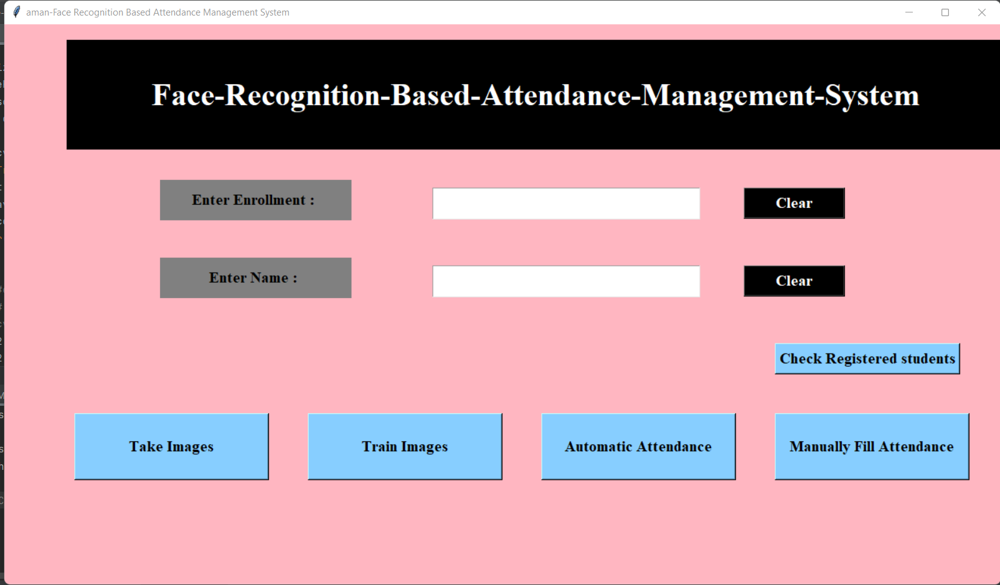 aman-Face Recognition Based Attendance Management System
Face-Recognition-Based-Attendance-Management-System
Enter Enrollment :
Clear
Enter Name :
Clear
Check Registered students
Take Images
Train Images
Automatic Attendance
Manually Fill Attendance